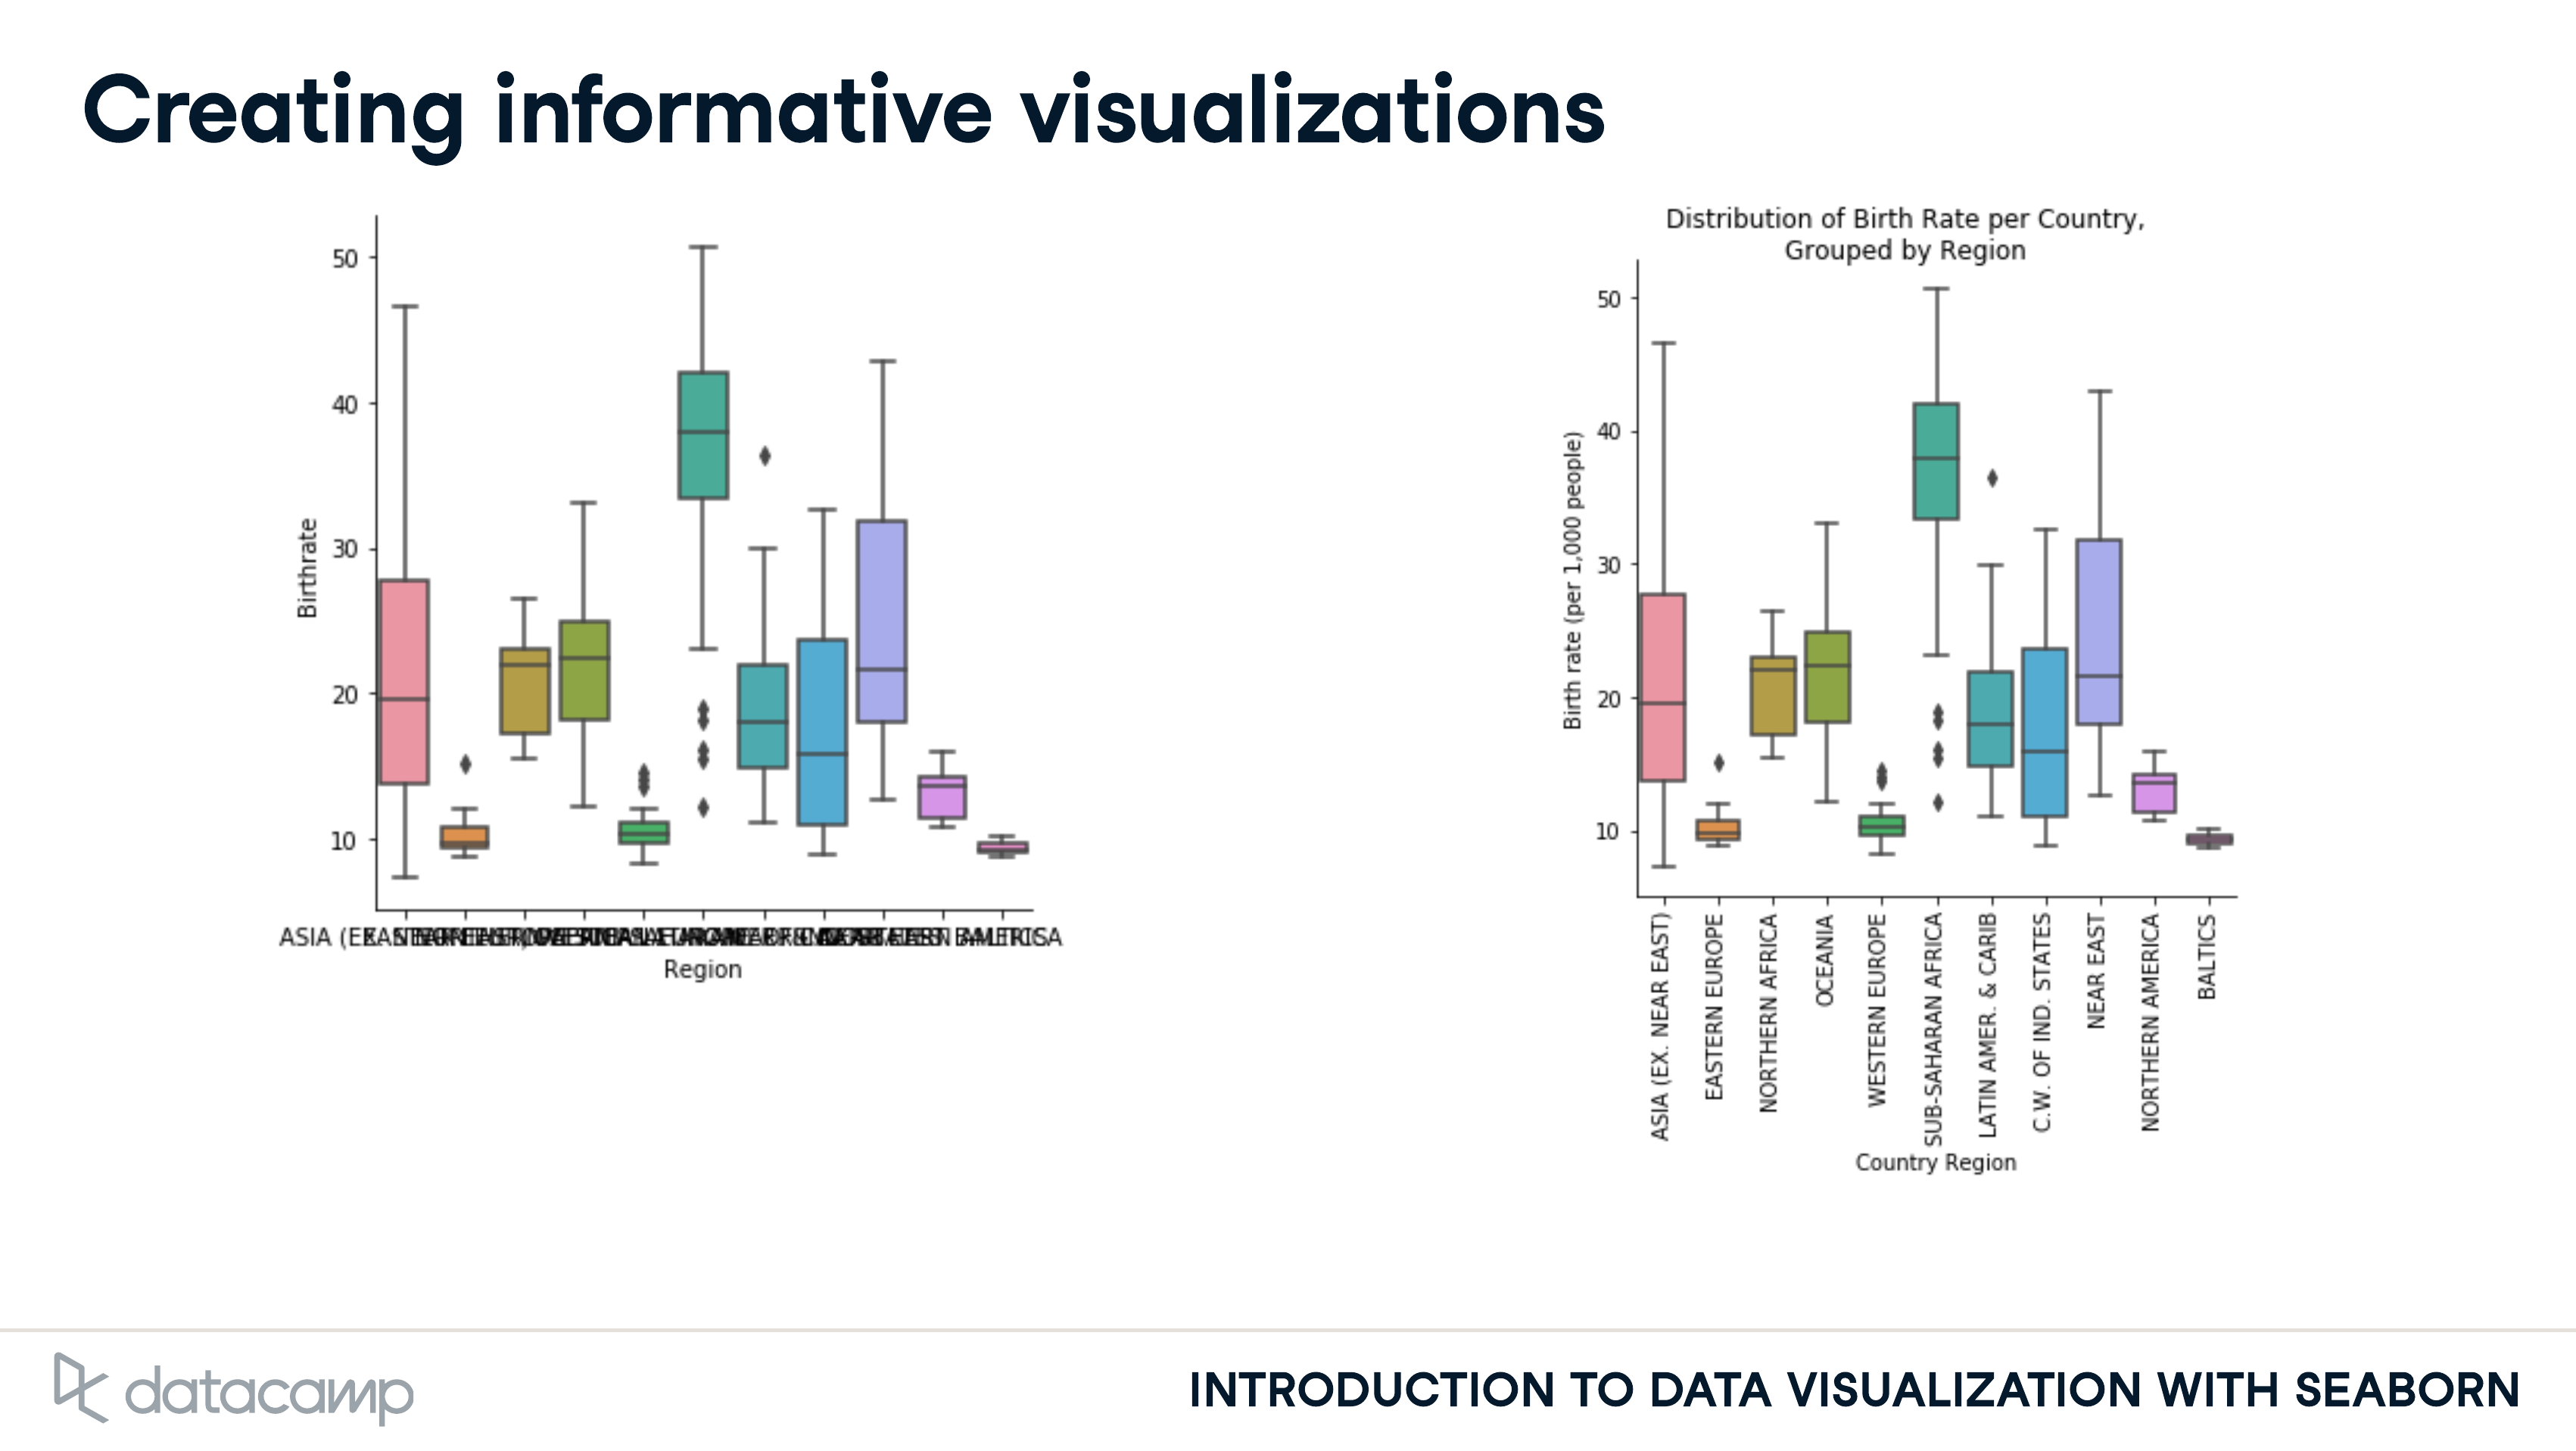 Creating informative visualizations
50
40
30
20
10
Birthrate
ASIA
Region
Distribution of Birth Rate per Country,
Grouped by Region
50
40
30
20
10
Birth rate (per 1,000 people)
ASIA (EX. NEAR EAST)
EASTERN EUROPE
NORTHERN AFRICA
OCEANIA
WESTERN EUROPE
SUB-SAHARAN AFRICA
LATIN AMER. & CARIB
C.W. OF IND. STATES
NEAR EAST
NORTHERN AMERICA
BALTICS
Country Region
datacamp
INTRODUCTION TO DATA VISUALIZATION WITH SEABORN